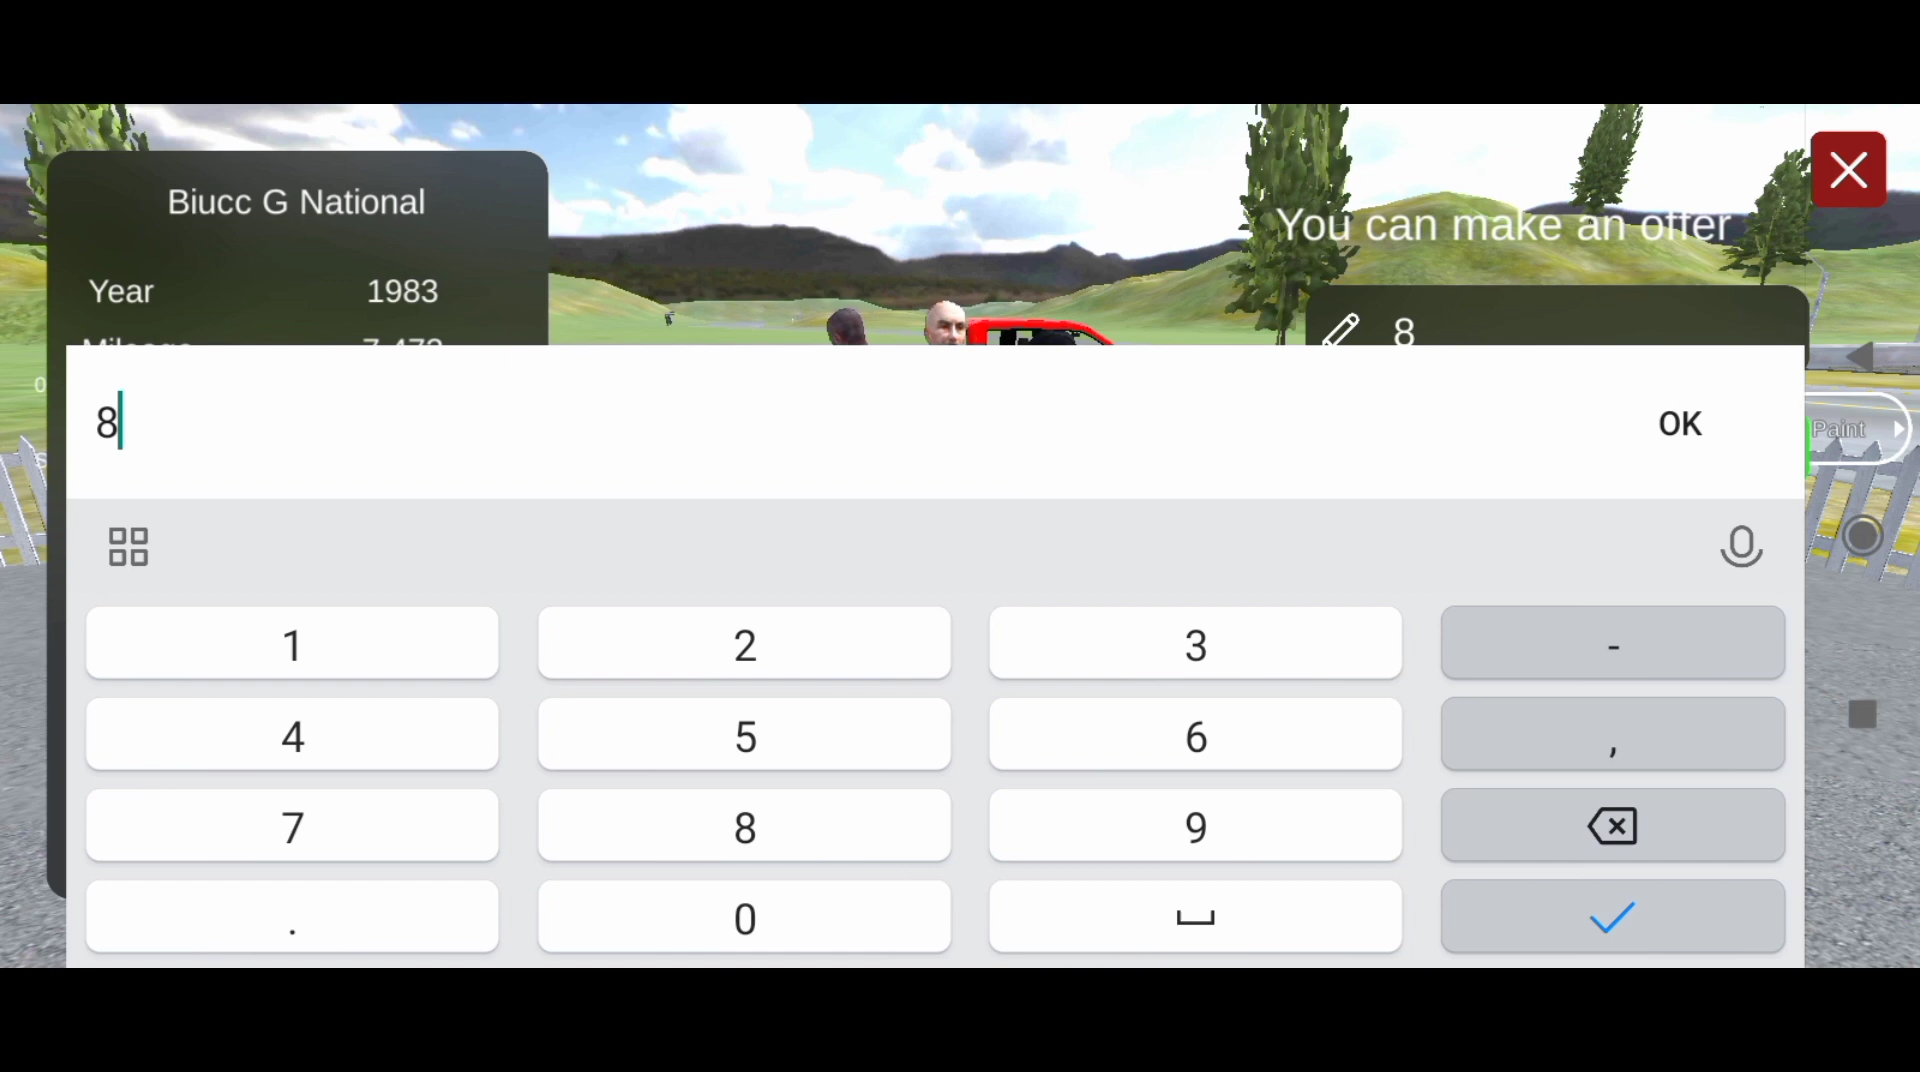 Biucc G National
You can make an offer
Year 1983
8
8
OK
Paint
1 2 3 -
4 5 6 ,
7 8 9
. 0